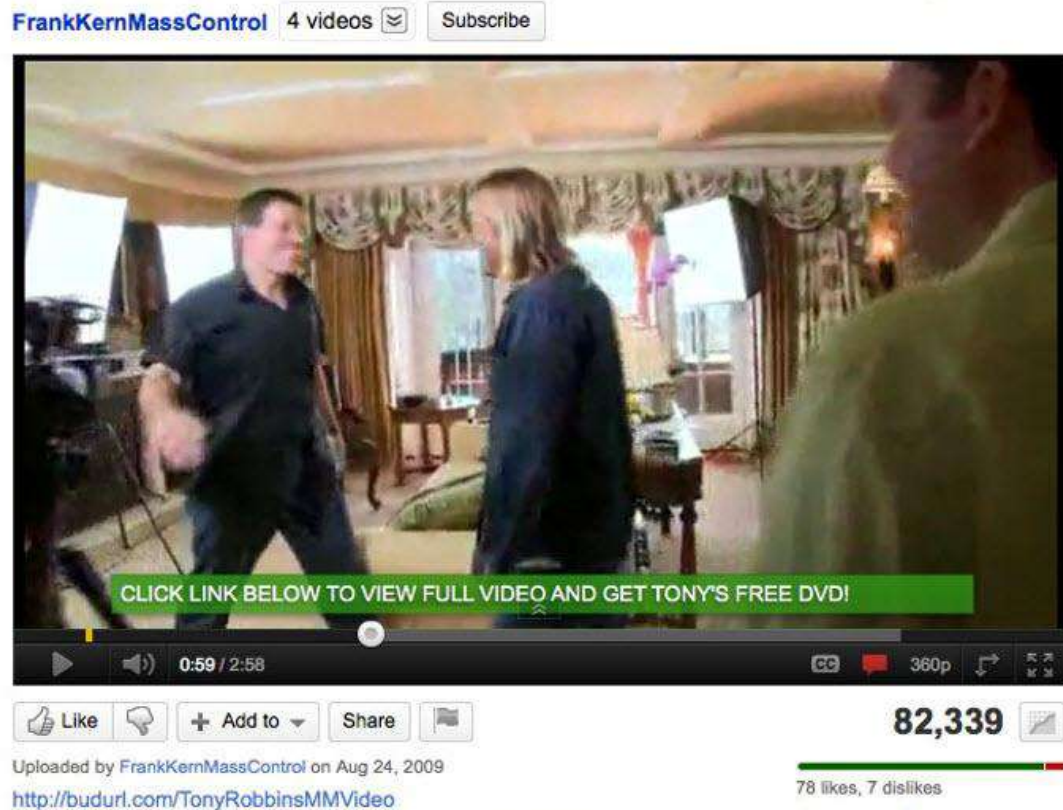 FrankKernMassControl 4 videos Subscribe
CLICK LINK BELOW TO VIEW FULL VIDEO AND GET TONY'S FREE DVD!
0:59 / 2:58 CC 360p
Like Add to Share 82,339
Uploaded by FrankKernMassControl on Aug 24, 2009
78 likes, 7 dislikes
http://budurl.com/TonyRobbinsMMVideo